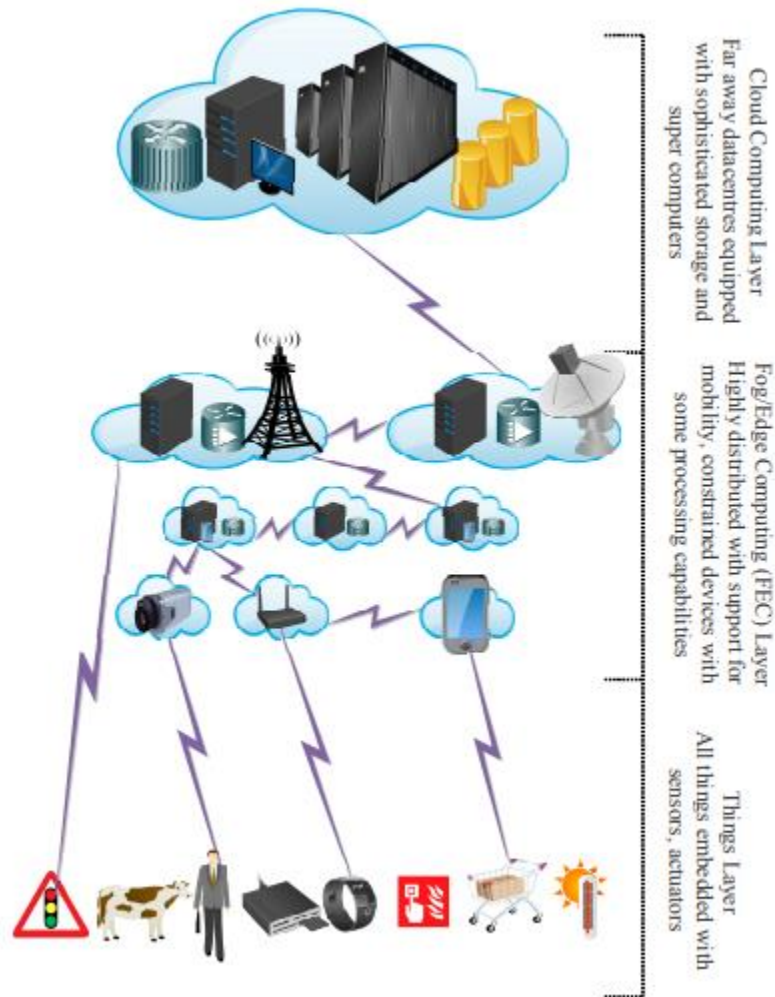 Cloud Computing Layer
Far away datacentres equipped
with sophisticated storage and
super computers
Fog/Edge Computing (FEC) Layer
Highly distributed with support for
mobility, constrained devices with
some processing capabilities
Things Layer
All things embedded with
sensors, actuators